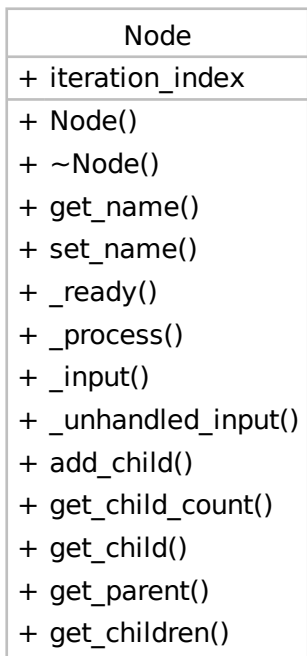 Node
+ iteration_index
+ Node()
+ ~Node()
+ get_name()
+ set_name()
+ _ready()
+ _process()
+ _input()
+ _unhandled_input()
+ add_child()
+ get_child_count()
+ get_child()
+ get_parent()
+ get_children()